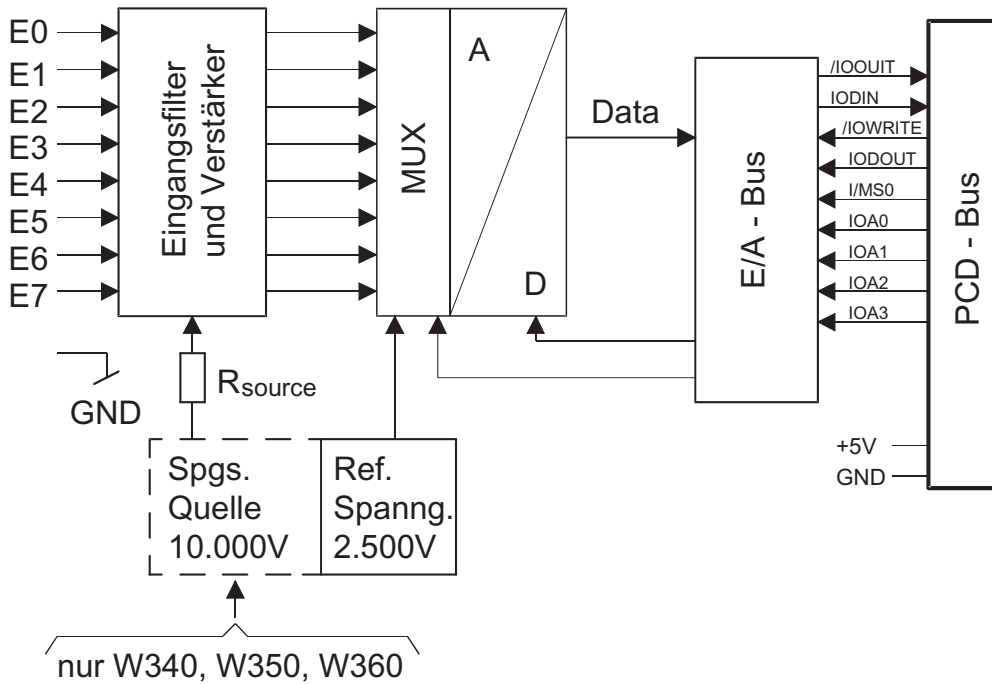 E0
E1
E2
E3
E4
E5
E6
E7
GND
Eingangsfilter
und Verstärker
MUX
A
D
Data
E/A - Bus
/IOOUIT
IODIN
/IOWRITE
IODOUT
I/MS0
IOA0
IOA1
IOA2
IOA3
PCD - Bus
+5V
GND
Rsource
Spgs.
Quelle
10.000V
Ref.
Spanng.
2.500V
nur W340, W350, W360